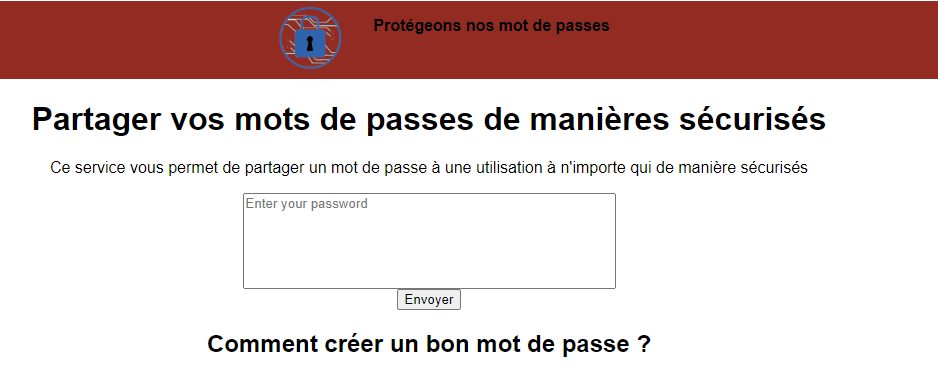 Protégeons nos mot de passes
Partager vos mots de passes de manières sécurisés
Ce service vous permet de partager un mot de passe à une utilisation à n'importe qui de manière sécurisés
Enter your password
Envoyer
Comment créer un bon mot de passe ?